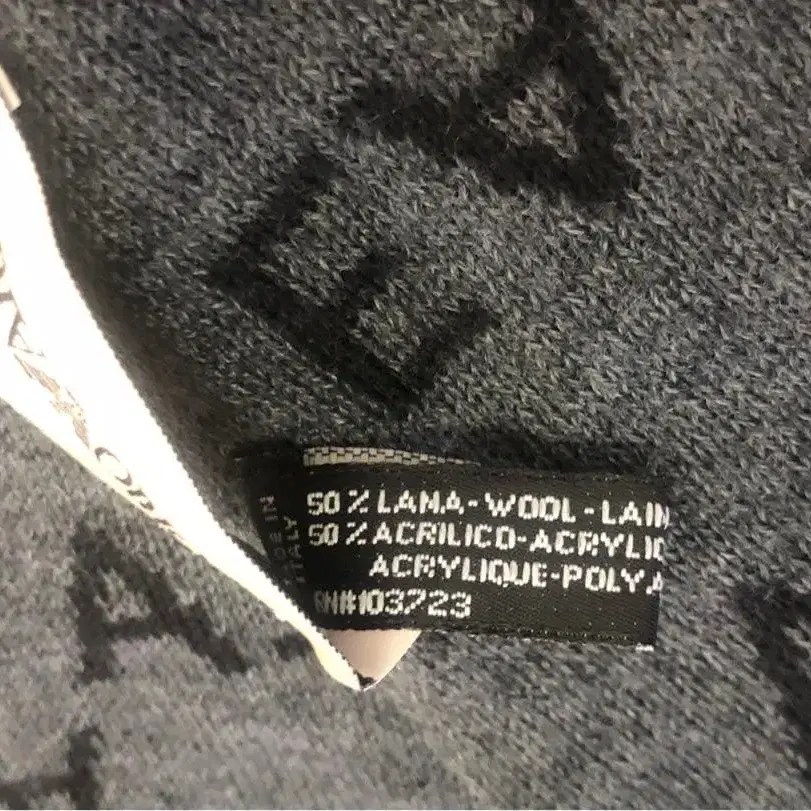 50 % LANA - WOOL - LAIN
50 % ACRILICO - ACRYLIC
ACRYLIQUE - POLYA
RN#103723
MADE IN
ITALY
E
A